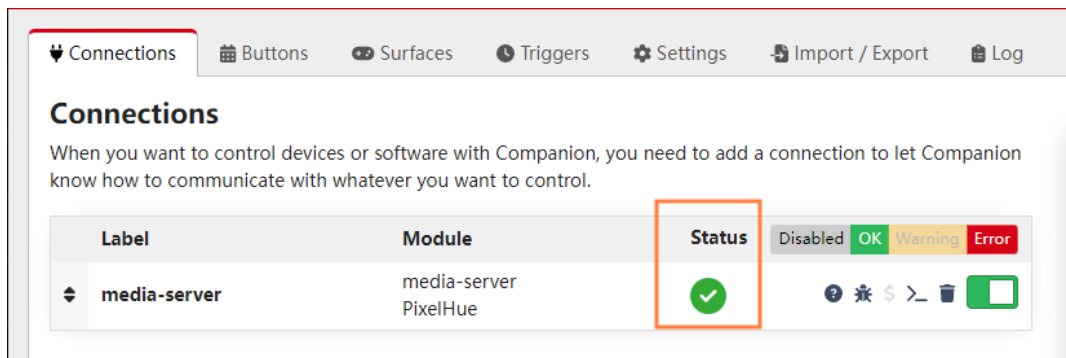 Connections Buttons Surfaces Triggers Settings Import / Export Log
Connections
When you want to control devices or software with Companion, you need to add a connection to let Companion
know how to communicate with whatever you want to control.
Label Module Status Disabled OK Warning Error
media-server media-server
PixelHue